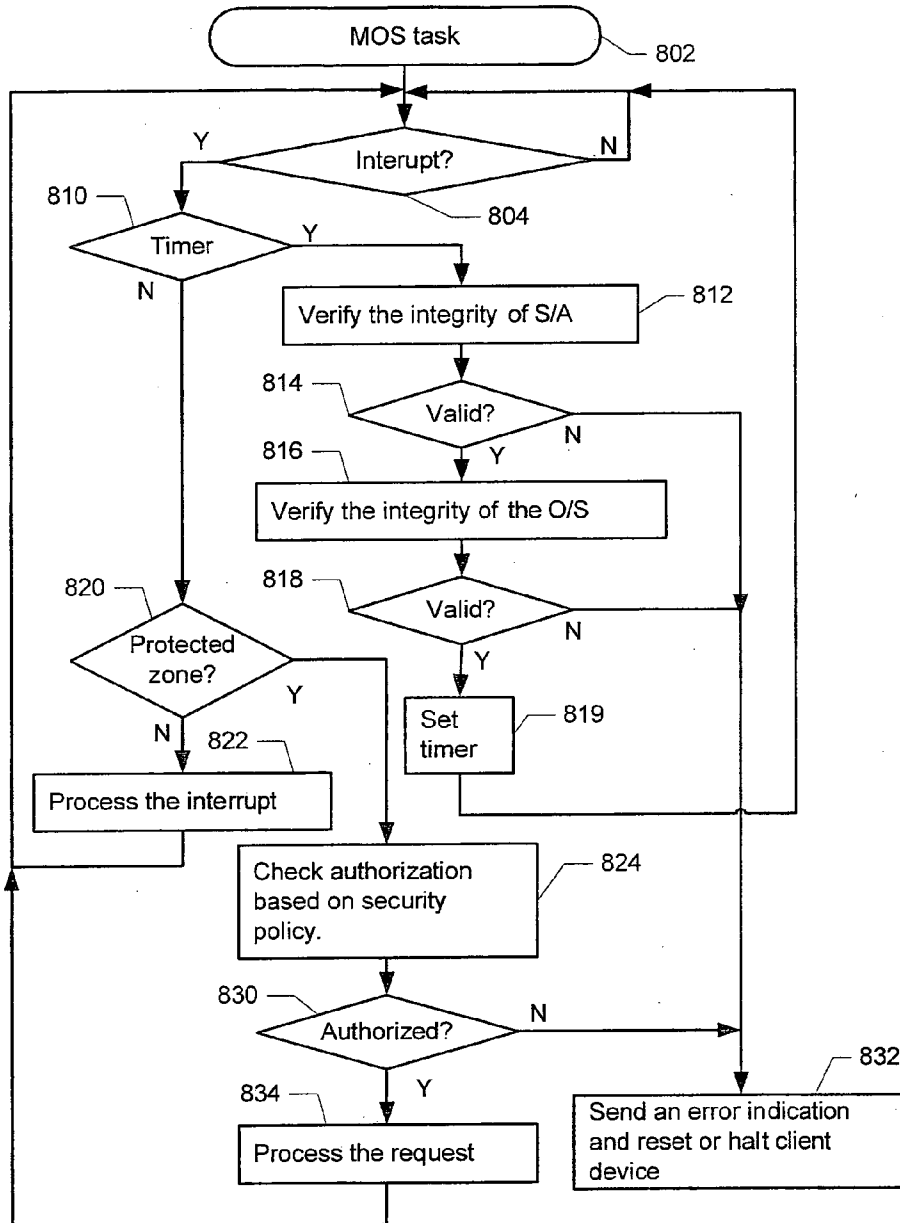 MOS task
802
Y
Interupt?
N
804
810
Timer
Y
N
Verify the integrity of S/A
812
814
Valid?
N
Y
816
Verify the integrity of the O/S
818
Valid?
N
Y
Set
timer
819
820
Protected
zone?
Y
N
822
Process the interrupt
Check authorization
based on security
policy.
824
830
Authorized?
N
Y
834
Process the request
832
Send an error indication
and reset or halt client
device